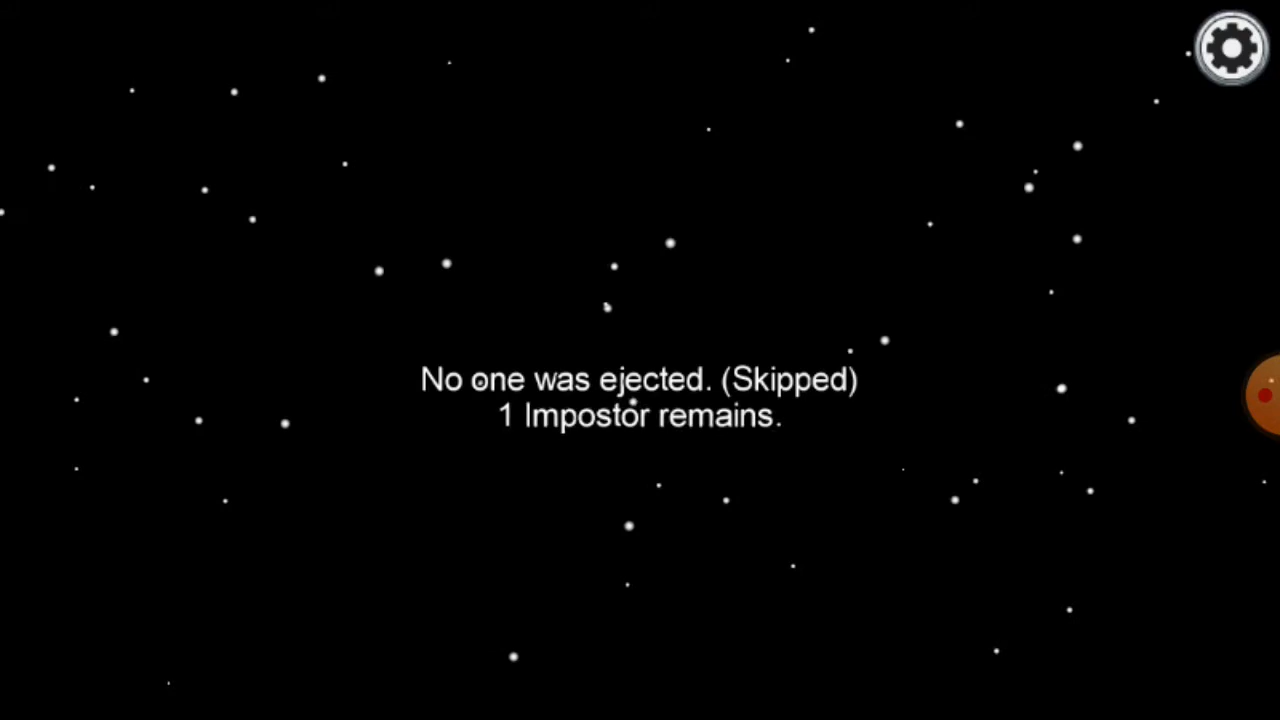 No one was ejected. (Skipped)
1 Impostor remains.